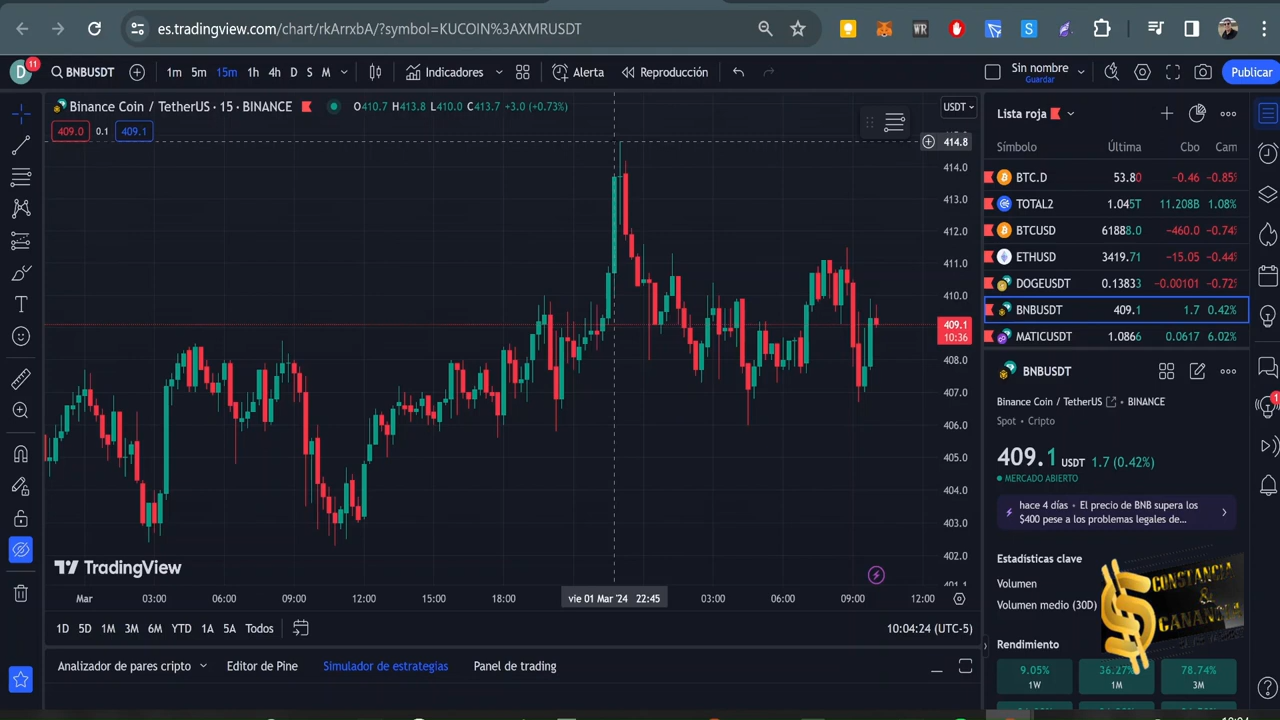 es.tradingview.com/chart/rkArrxbA/?symbol=KUCOIN%3AXMRUSDT
WR
S
D
11
BNBUSDT
1m 5m 15m 1h 4h D S M
Indicadores
Alerta
Reproducción
Sin nombre
Guardar
Publicar
Binance Coin / TetherUS · 15 · BINANCE
O410.7 H413.8 L410.0 C413.7 +3.0 (+0.73%)
409.0 0.1 409.1
USDT
414.8
414.0
413.0
412.0
411.0
410.0
409.1
10:36
408.0
407.0
406.0
405.0
404.0
403.0
402.0
401.1
TradingView
Mar 03:00 06:00 09:00 12:00 15:00 18:00 vie 01 Mar '24 22:45 03:00 06:00 09:00 12:00
1D 5D 1M 3M 6M YTD 1A 5A Todos
10:04:24 (UTC-5)
Analizador de pares cripto Editor de Pine Simulador de estrategias Panel de trading
Lista roja
Símbolo Última Cbo Cam
BTC.D 53.80 −0.46 −0.85%
TOTAL2 1.045T 11.208B 1.08%
BTCUSD 61888.0 −460.0 −0.74%
ETHUSD 3419.71 −15.05 −0.44%
DOGEUSDT 0.13833 −0.00101 −0.72%
BNBUSDT 409.1 1.7 0.42%
MATICUSDT 1.0866 0.0617 6.02%
BNBUSDT
Binance Coin / TetherUS • BINANCE
Spot • Cripto
409.1 USDT 1.7 (0.42%)
MERCADO ABIERTO
hace 4 días • El precio de BNB supera los
$400 pese a los problemas legales de...
Estadísticas clave
Volumen
Volumen medio (30D)
CONSTANCIA
&
Rendimiento
9.05% 36.27% 78.74%
1W 1M 3M
1